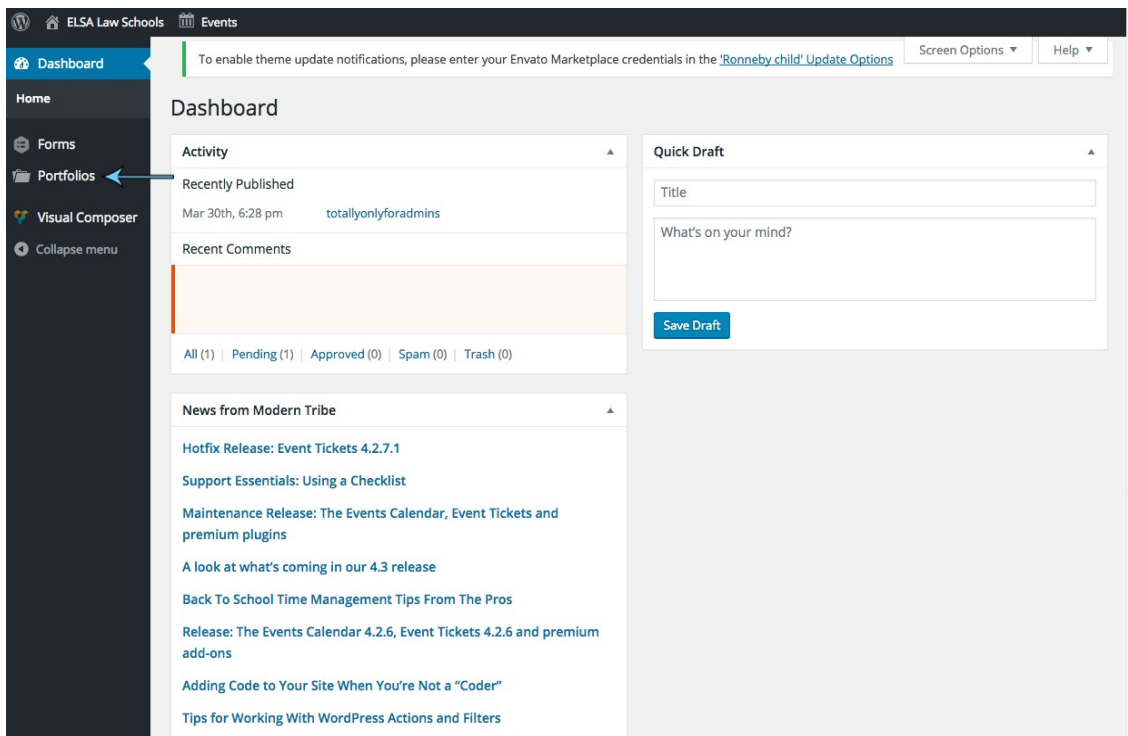 ELSA Law Schools Events
Dashboard
Home
Forms
Portfolios
Visual Composer
Collapse menu
To enable theme update notifications, please enter your Envato Marketplace credentials in the 'Ronneby child' Update Options
Screen Options ▼ Help ▼
Dashboard
Activity
Recently Published
Mar 30th, 6:28 pm totallyonlyforadmins
Recent Comments
All (1) | Pending (1) | Approved (0) | Spam (0) | Trash (0)
News from Modern Tribe
Hotfix Release: Event Tickets 4.2.7.1
Support Essentials: Using a Checklist
Maintenance Release: The Events Calendar, Event Tickets and
premium plugins
A look at what's coming in our 4.3 release
Back To School Time Management Tips From The Pros
Release: The Events Calendar 4.2.6, Event Tickets 4.2.6 and premium
add-ons
Adding Code to Your Site When You're Not a "Coder"
Tips for Working With WordPress Actions and Filters
Quick Draft
Title
What's on your mind?
Save Draft